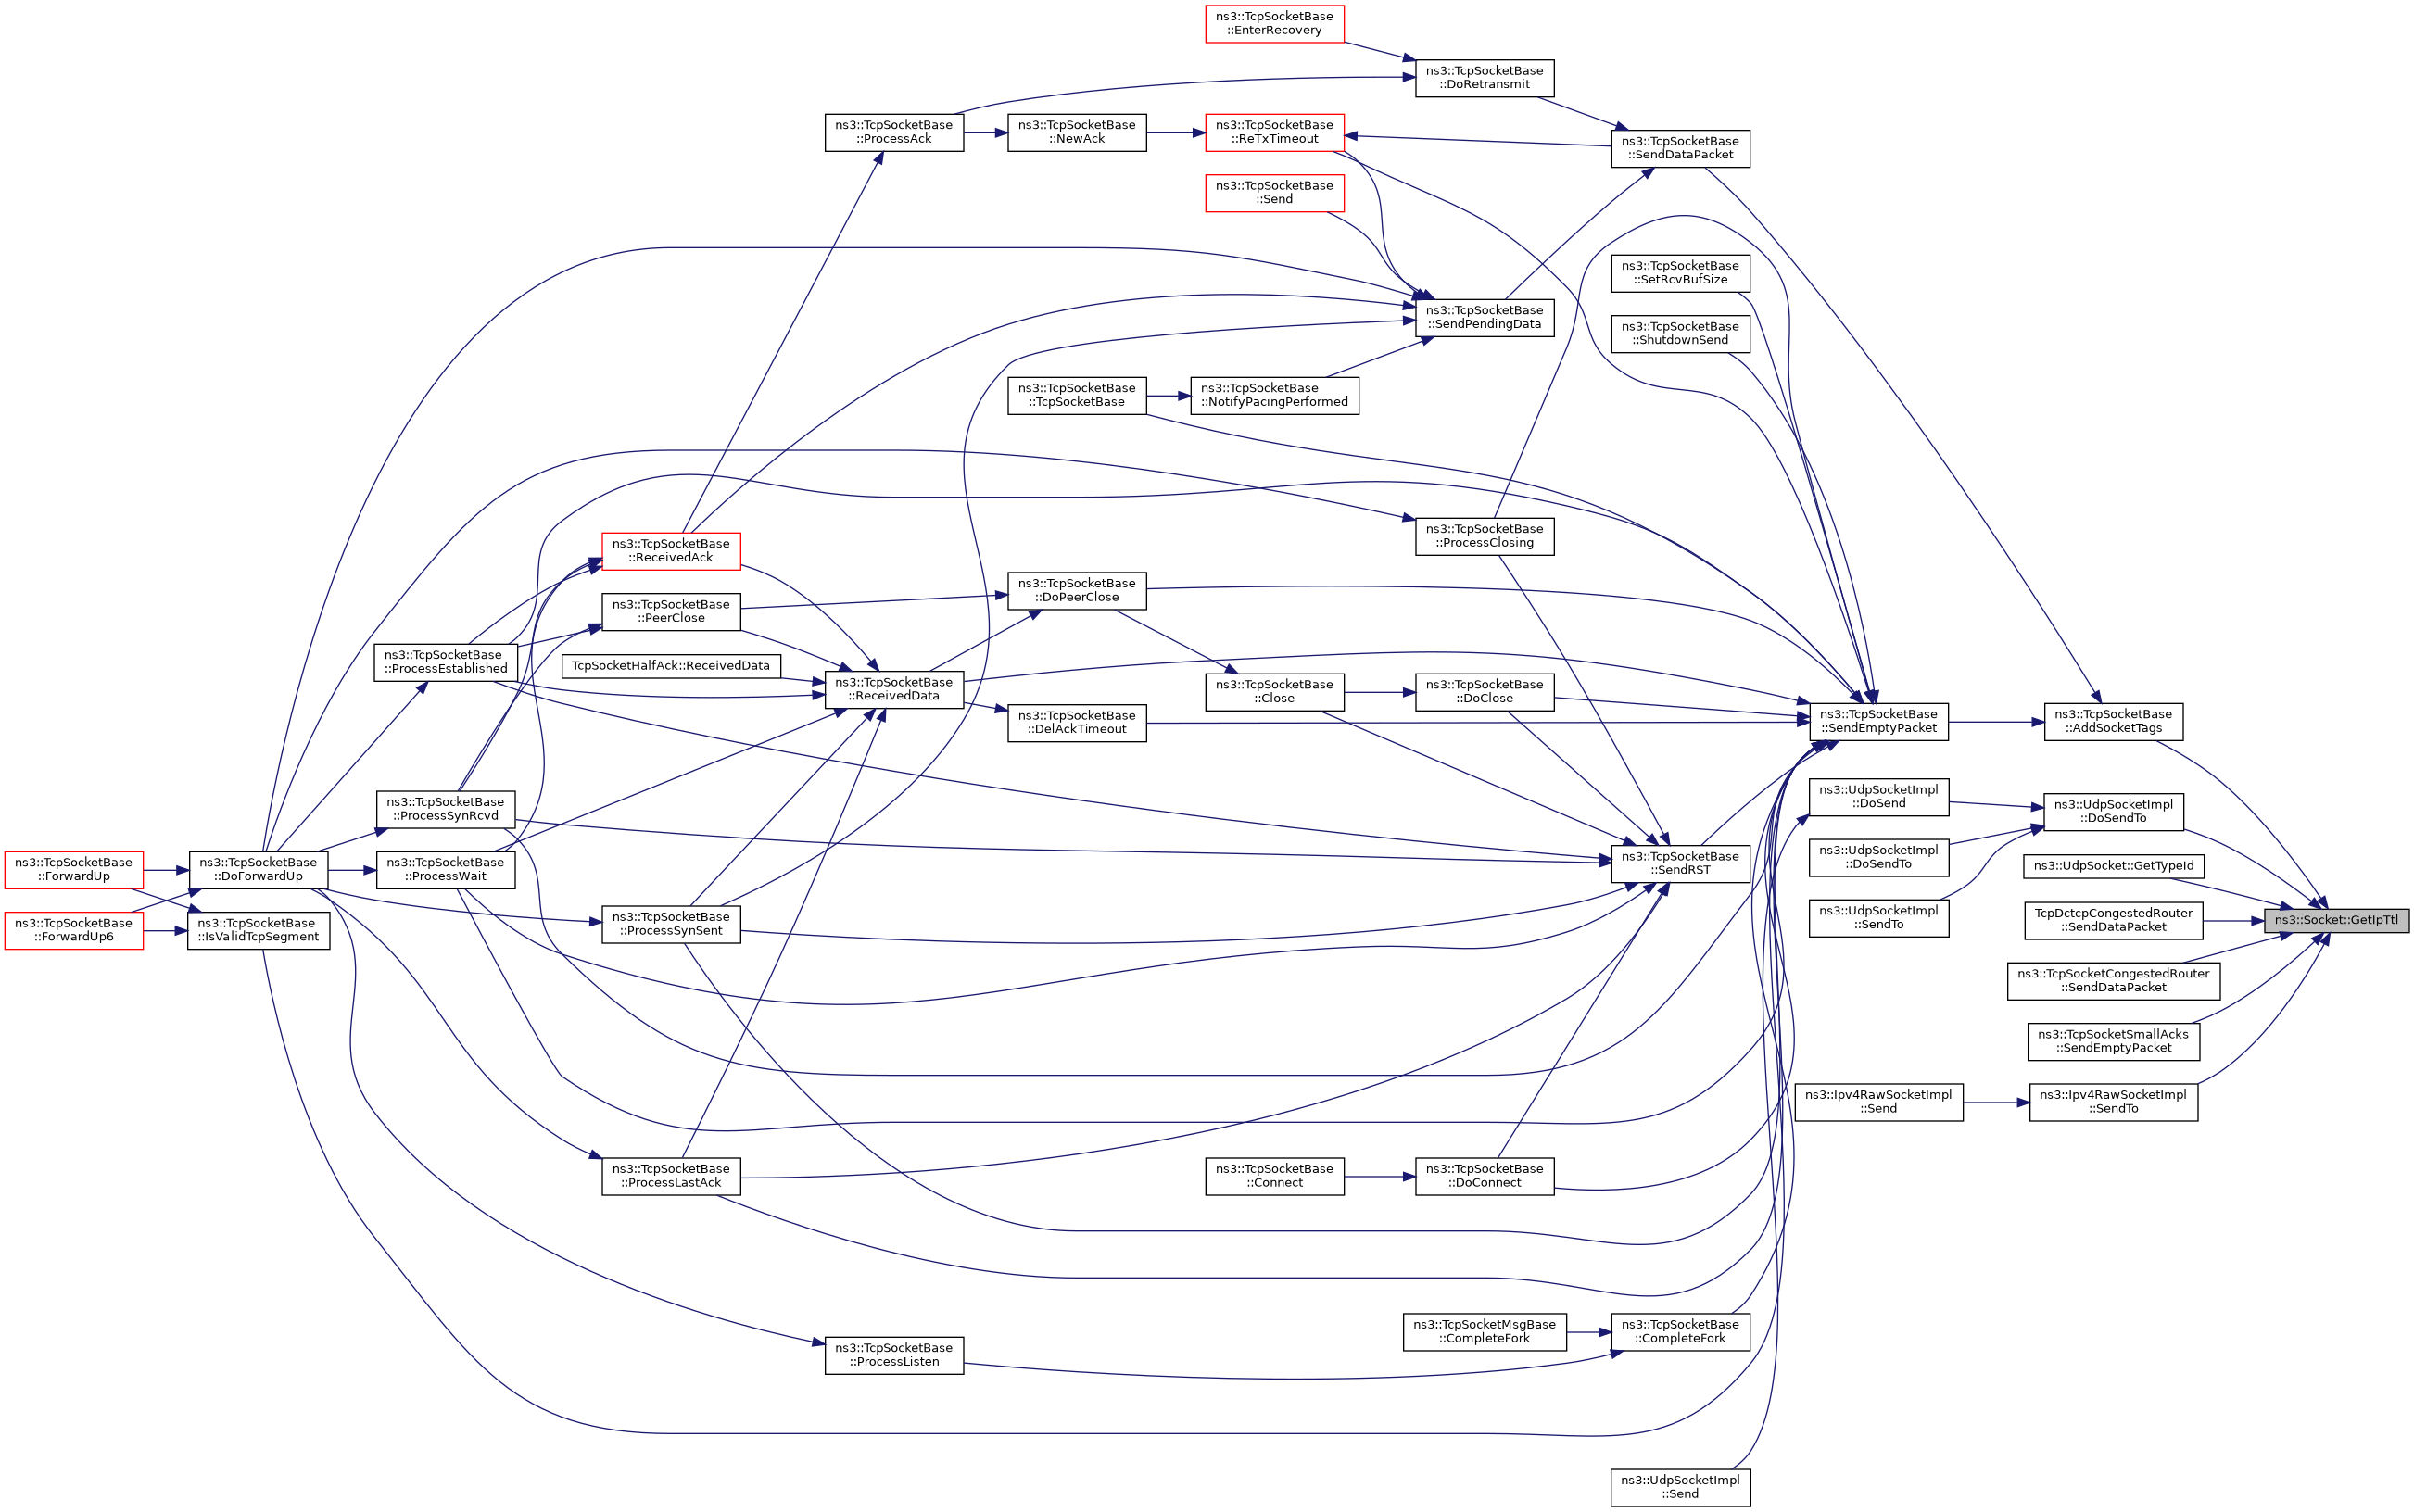 ns3::TcpSocketBase
::EnterRecovery
ns3::TcpSocketBase
::DoRetransmit
ns3::TcpSocketBase
::ProcessAck
ns3::TcpSocketBase
::NewAck
ns3::TcpSocketBase
::ReTxTimeout
ns3::TcpSocketBase
::SendDataPacket
ns3::TcpSocketBase
::Send
ns3::TcpSocketBase
::SetRcvBufSize
ns3::TcpSocketBase
::SendPendingData
ns3::TcpSocketBase
::ShutdownSend
ns3::TcpSocketBase
::TcpSocketBase
ns3::TcpSocketBase
::NotifyPacingPerformed
ns3::TcpSocketBase
::ProcessClosing
ns3::TcpSocketBase
::ReceivedAck
ns3::TcpSocketBase
::DoPeerClose
ns3::TcpSocketBase
::PeerClose
ns3::TcpSocketBase
::ProcessEstablished
TcpSocketHalfAck::ReceivedData
ns3::TcpSocketBase
::ReceivedData
ns3::TcpSocketBase
::Close
ns3::TcpSocketBase
::DoClose
ns3::TcpSocketBase
::DelAckTimeout
ns3::TcpSocketBase
::SendEmptyPacket
ns3::TcpSocketBase
::AddSocketTags
ns3::TcpSocketBase
::ProcessSynRcvd
ns3::UdpSocketImpl
::DoSend
ns3::UdpSocketImpl
::DoSendTo
ns3::TcpSocketBase
::ForwardUp
ns3::TcpSocketBase
::DoForwardUp
ns3::TcpSocketBase
::ProcessWait
ns3::TcpSocketBase
::SendRST
ns3::UdpSocketImpl
::DoSendTo
ns3::UdpSocket::GetTypeId
ns3::TcpSocketBase
::ForwardUp6
ns3::TcpSocketBase
::IsValidTcpSegment
ns3::TcpSocketBase
::ProcessSynSent
ns3::UdpSocketImpl
::SendTo
TcpDctcpCongestedRouter
::SendDataPacket
ns3::Socket::GetIpTtl
ns3::TcpSocketCongestedRouter
::SendDataPacket
ns3::TcpSocketSmallAcks
::SendEmptyPacket
ns3::Ipv4RawSocketImpl
::Send
ns3::Ipv4RawSocketImpl
::SendTo
ns3::TcpSocketBase
::ProcessLastAck
ns3::TcpSocketBase
::Connect
ns3::TcpSocketBase
::DoConnect
ns3::TcpSocketBase
::ProcessListen
ns3::TcpSocketMsgBase
::CompleteFork
ns3::TcpSocketBase
::CompleteFork
ns3::UdpSocketImpl
::Send